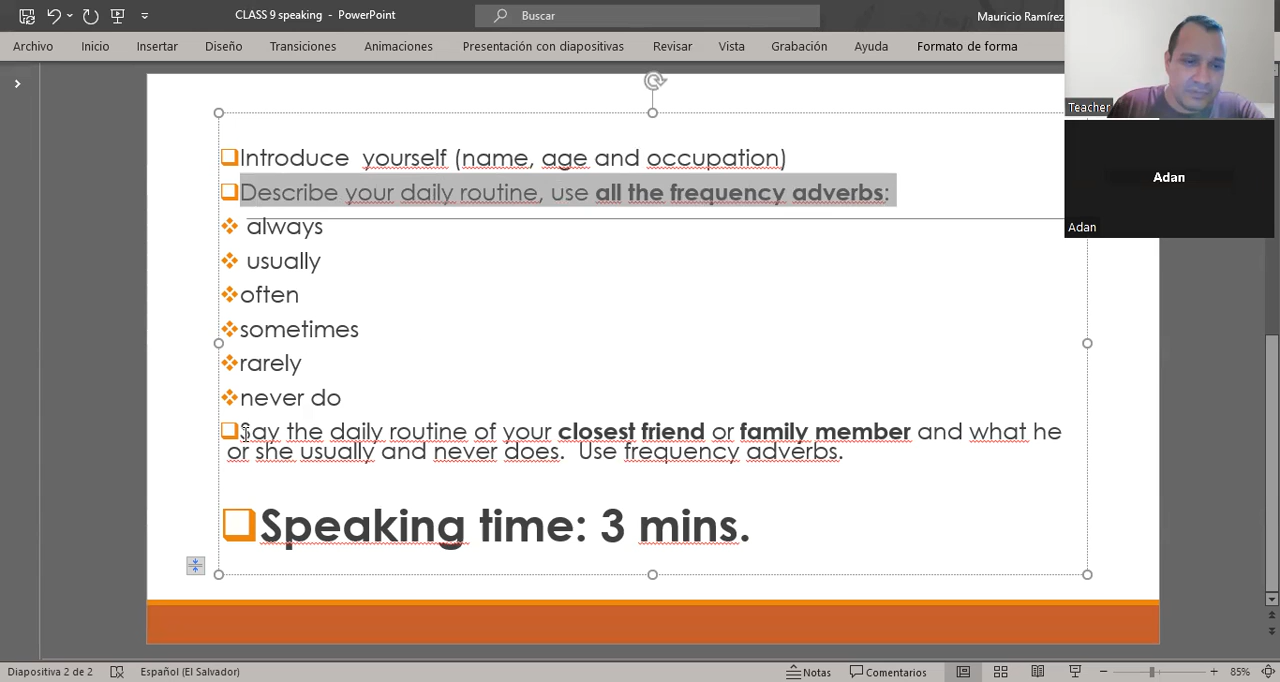 CLASS 9 speaking - PowerPoint
Buscar
Mauricio Ramírez
Archivo Inicio Insertar Diseño Transiciones Animaciones Presentación con diapositivas Revisar Vista Grabación Ayuda Formato de forma
Teacher
Adan
Adan
Introduce yourself (name, age and occupation)
Describe your daily routine, use all the frequency adverbs:
always
usually
often
sometimes
rarely
never do
Say the daily routine of your closest friend or family member and what he
or she usually and never does. Use frequency adverbs.
Speaking time: 3 mins.
Diapositiva 2 de 2 Español (El Salvador) Notas Comentarios 85%